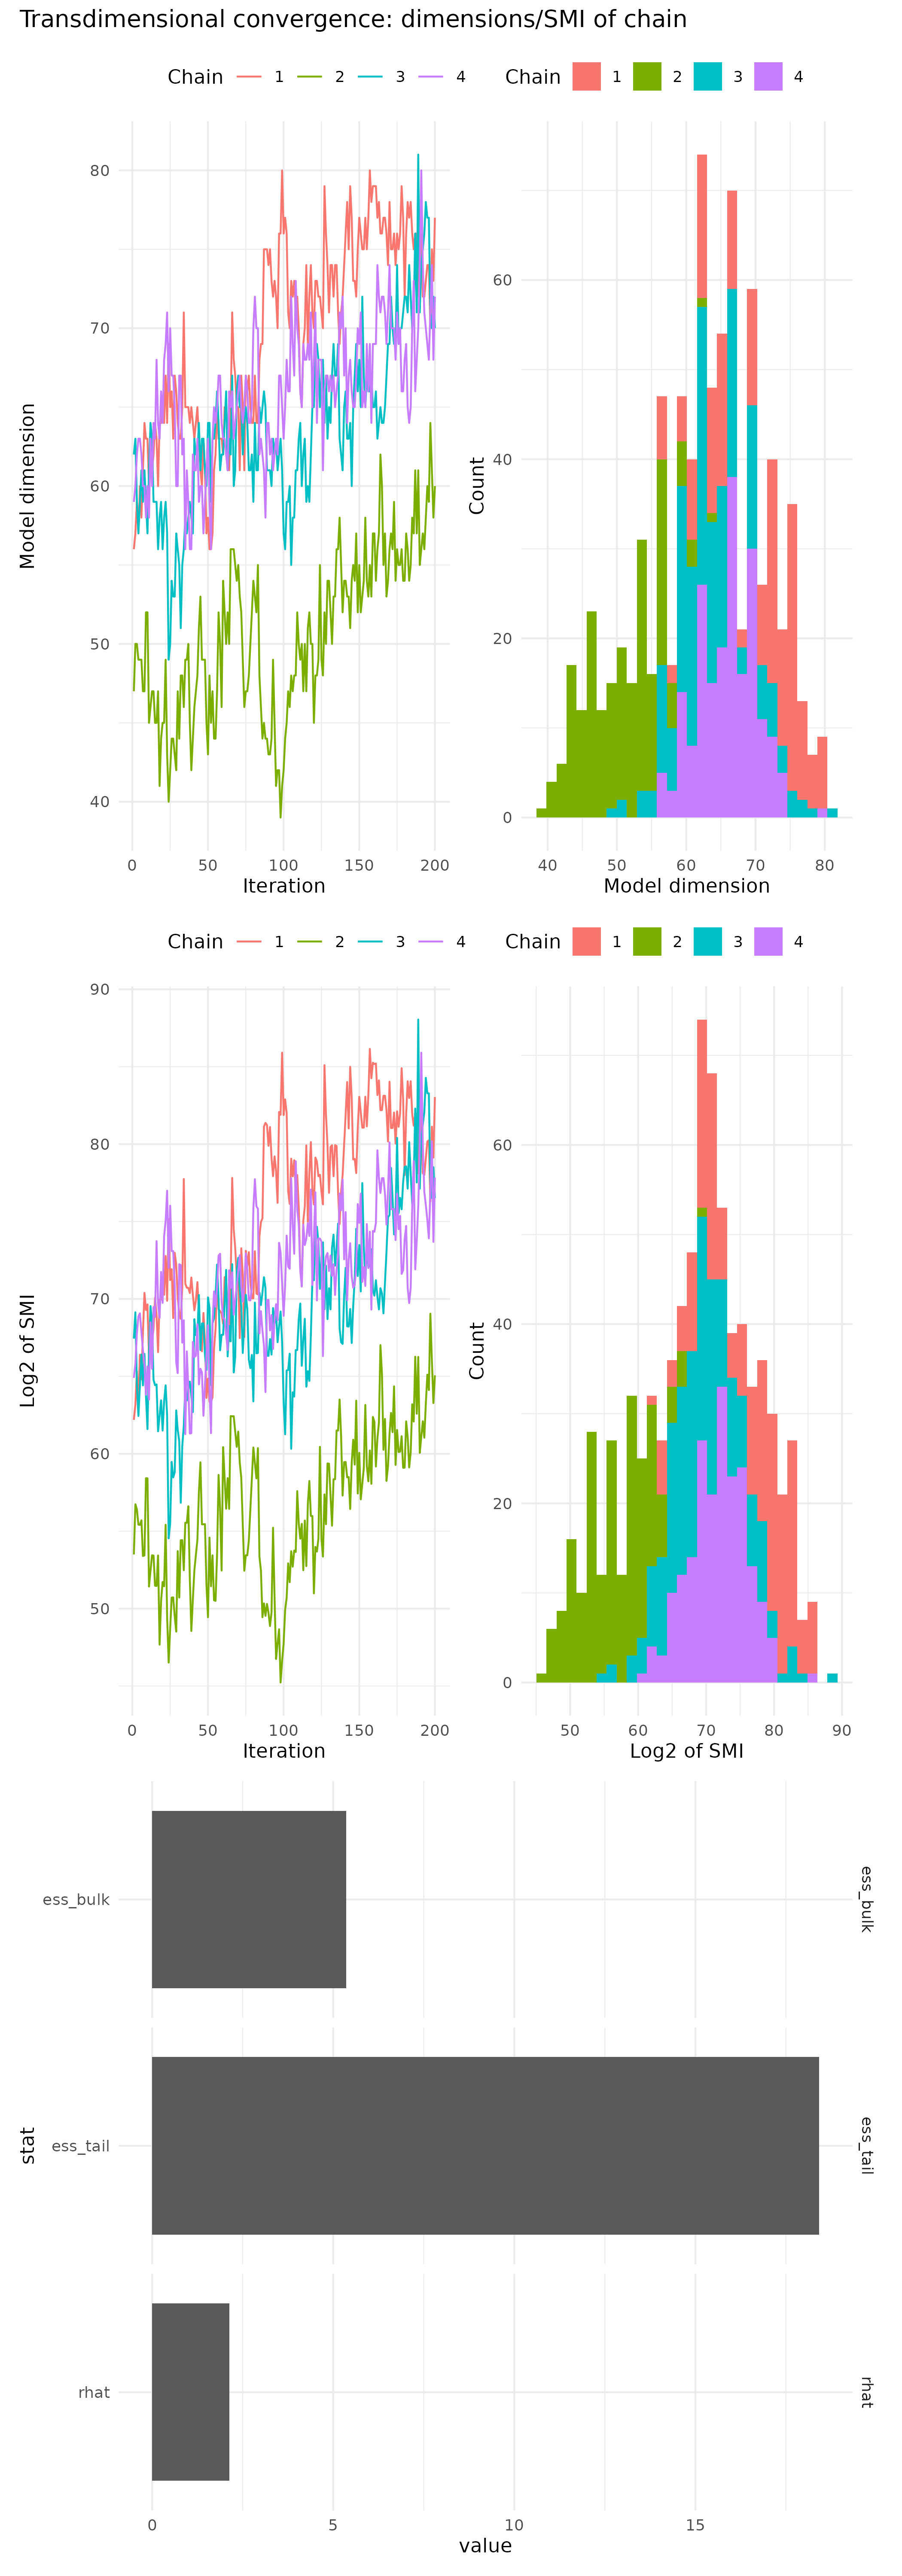 Transdimensional convergence: dimensions/SMI of chain
Chain 1 2 3 4
Chain 1 2 3 4
80
70
60
50
40
Model dimension
0 50 100 150 200
Iteration
60
40
20
0
Count
40 50 60 70 80
Model dimension
Chain 1 2 3 4
Chain 1 2 3 4
90
80
70
60
50
Log2 of SMI
0 50 100 150 200
Iteration
60
40
20
0
Count
50 60 70 80 90
Log2 of SMI
ess_bulk
ess_bulk
stat
ess_tail
ess_tail
rhat
rhat
0 5 10 15
value